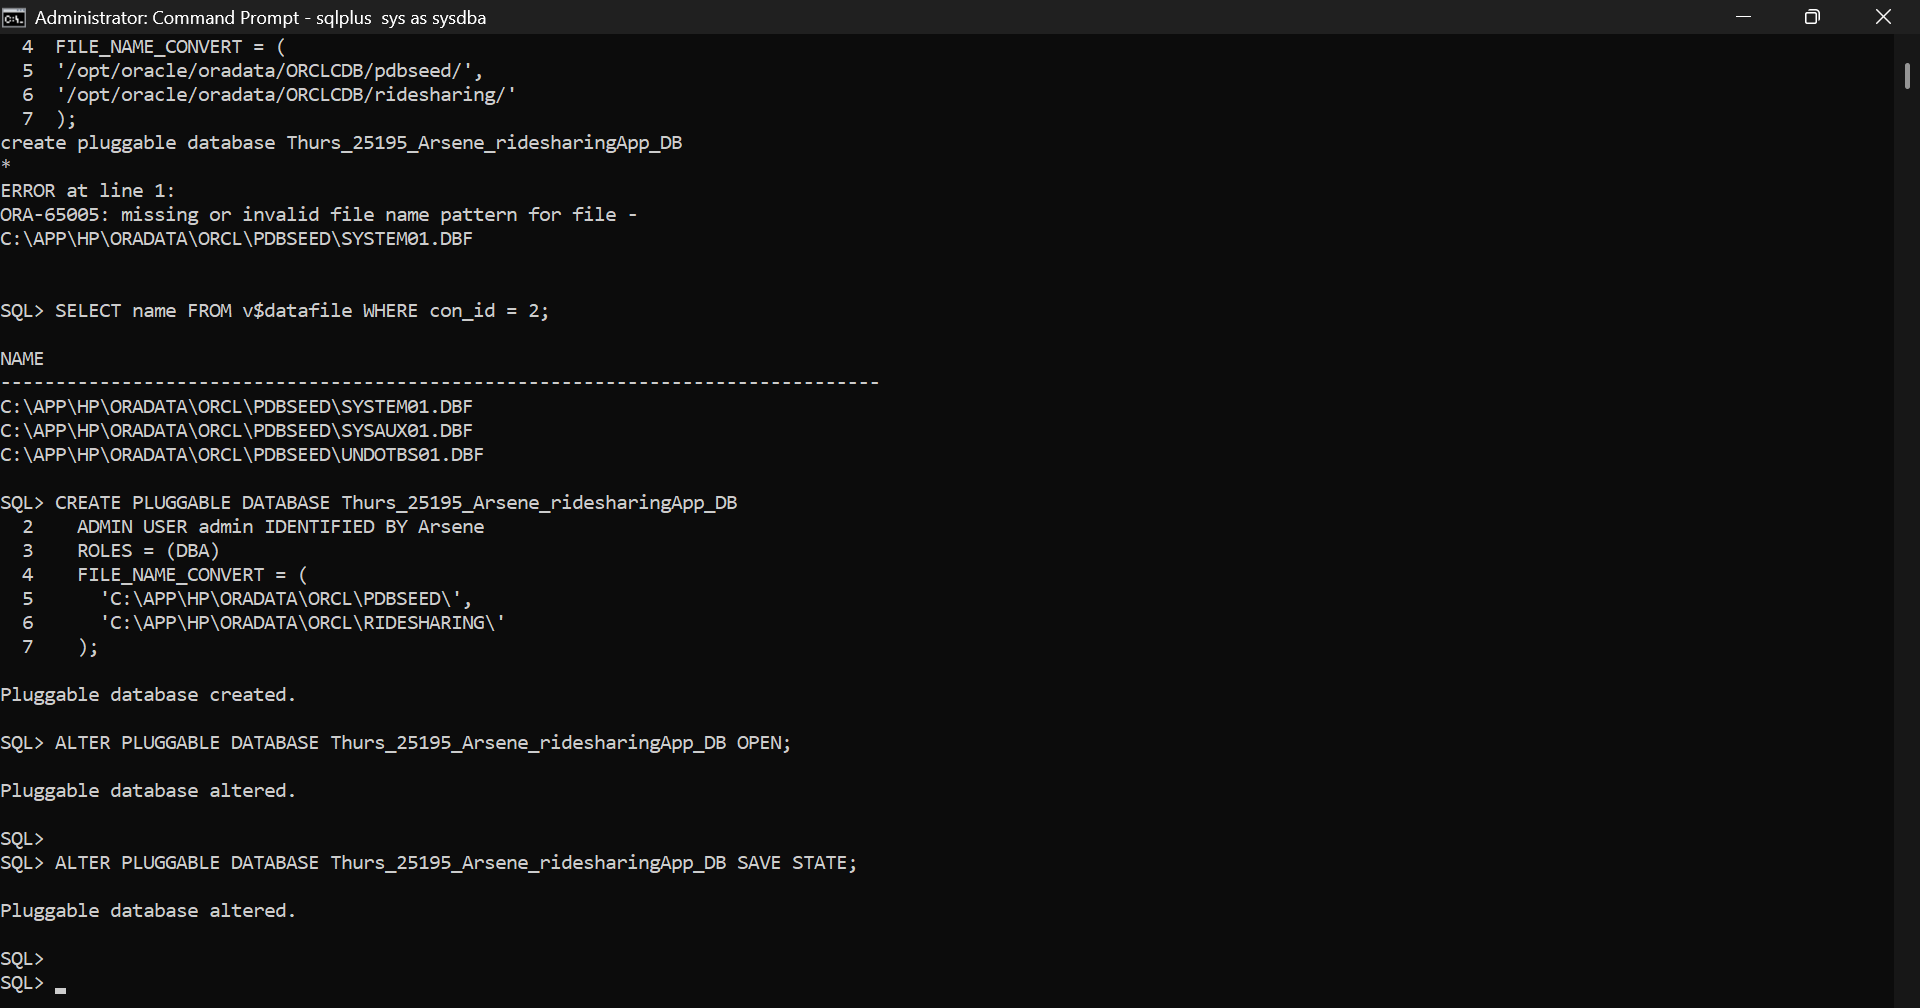 Administrator: Command Prompt - sqlplus  sys as sysdba
  4  FILE_NAME_CONVERT = (
  5  '/opt/oracle/oradata/ORCLCDB/pdbseed/',
  6  '/opt/oracle/oradata/ORCLCDB/ridesharing/'
  7  );
create pluggable database Thurs_25195_Arsene_ridesharingApp_DB
*
ERROR at line 1:
ORA-65005: missing or invalid file name pattern for file -
C:\APP\HP\ORADATA\ORCL\PDBSEED\SYSTEM01.DBF
SQL> SELECT name FROM v$datafile WHERE con_id = 2;
NAME
--------------------------------------------------------------------------------
C:\APP\HP\ORADATA\ORCL\PDBSEED\SYSTEM01.DBF
C:\APP\HP\ORADATA\ORCL\PDBSEED\SYSAUX01.DBF
C:\APP\HP\ORADATA\ORCL\PDBSEED\UNDOTBS01.DBF
SQL> CREATE PLUGGABLE DATABASE Thurs_25195_Arsene_ridesharingApp_DB
  2    ADMIN USER admin IDENTIFIED BY Arsene
  3    ROLES = (DBA)
  4    FILE_NAME_CONVERT = (
  5      'C:\APP\HP\ORADATA\ORCL\PDBSEED\',
  6      'C:\APP\HP\ORADATA\ORCL\RIDESHARING\'
  7    );
Pluggable database created.
SQL> ALTER PLUGGABLE DATABASE Thurs_25195_Arsene_ridesharingApp_DB OPEN;
Pluggable database altered.
SQL>
SQL> ALTER PLUGGABLE DATABASE Thurs_25195_Arsene_ridesharingApp_DB SAVE STATE;
Pluggable database altered.
SQL>
SQL>